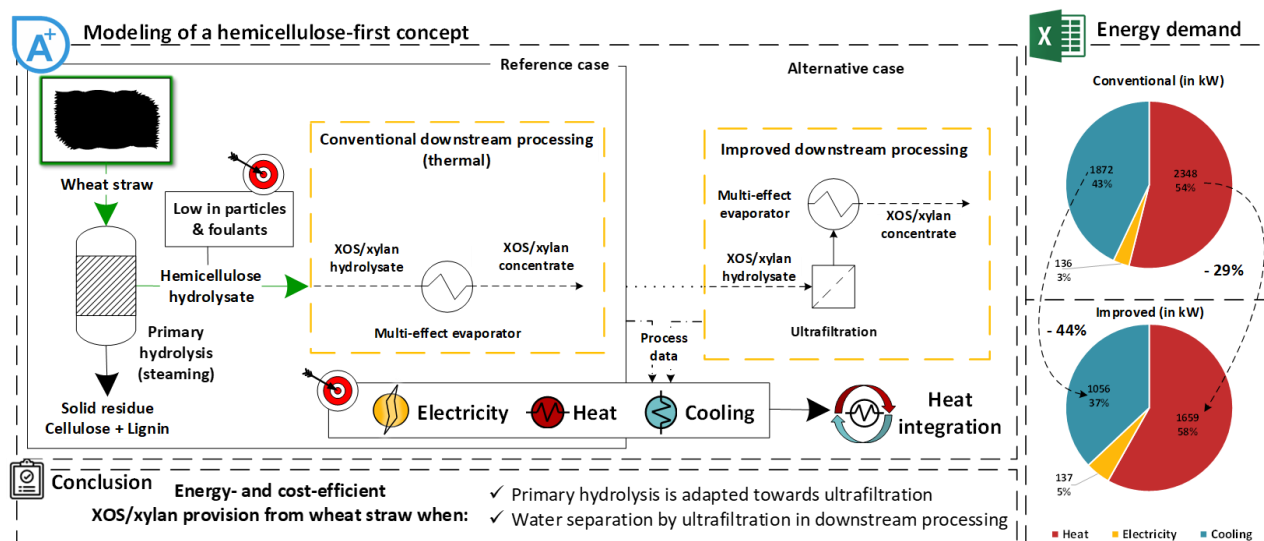 A+
Modeling of a hemicellulose-first concept
Reference case
Alternative case
Wheat straw
Low in particles
& foulants
Hemicellulose
hydrolysate
Primary
hydrolysis
(steaming)
Solid residue
Cellulose + Lignin
Conventional downstream processing
(thermal)
XOS/xylan
hydrolysate
XOS/xylan
concentrate
Multi-effect evaporator
Improved downstream processing
Multi-effect
evaporator
XOS/xylan
concentrate
XOS/xylan
hydrolysate
Ultrafiltration
Process
data
Electricity
Heat
Cooling
Heat
integration
Conclusion
Energy- and cost-efficient
XOS/xylan provision from wheat straw when:
✓ Primary hydrolysis is adapted towards ultrafiltration
✓ Water separation by ultrafiltration in downstream processing
X
Energy demand
Conventional (in kW)
1872
43%
2348
54%
136
3%
- 29%
Improved (in kW)
- 44%
1056
37%
1659
58%
137
5%
Heat
Electricity
Cooling